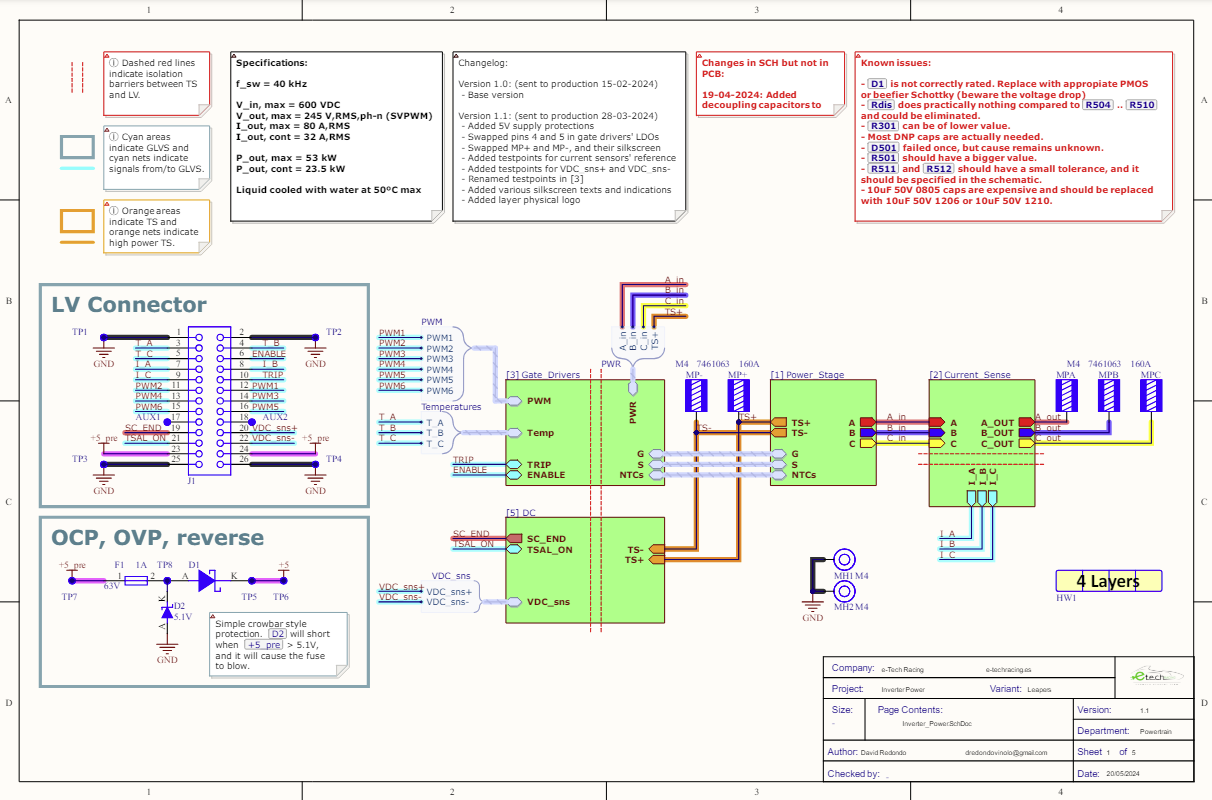 1 2 3 4
A
B
C
D
A
B
C
D
ⓘ Dashed red lines
indicate isolation
barriers between TS
and LV.
ⓘ Cyan areas
indicate GLVS and
cyan nets indicate
signals from/to GLVS.
ⓘ Orange areas
indicate TS and
orange nets indicate
high power TS.
Specifications:
f_sw = 40 kHz
V_in, max = 600 VDC
V_out, max = 245 V,RMS,ph-n (SVPWM)
I_out, max = 80 A,RMS
I_out, cont = 32 A,RMS
P_out, max = 53 kW
P_out, cont = 23.5 kW
Liquid cooled with water at 50ºC max
Changelog:
Version 1.0: (sent to production 15-02-2024)
- Base version
Version 1.1: (sent to production 28-03-2024)
- Added 5V supply protections
- Swapped pins 4 and 5 in gate drivers' LDOs
- Swapped MP+ and MP-, and their silkscreen
- Added testpoints for current sensors' reference
- Added testpoints for VDC_sns+ and VDC_sns-
- Renamed testpoints in [3]
- Added various silkscreen texts and indications
- Added layer physical logo
Changes in SCH but not in
PCB:
19-04-2024: Added
decoupling capacitors to
Known issues:
- D1 is not correctly rated. Replace with appropiate PMOS
or beefier Schottky (beware the voltage drop)
- Rdis does practically nothing compared to R504 .. R510
and could be eliminated.
- R301 can be of lower value.
- Most DNP caps are actually needed.
- D501 failed once, but cause remains unknown.
- R501 should have a bigger value.
- R511 and R512 should have a small tolerance, and it
should be specified in the schematic.
- 10uF 50V 0805 caps are expensive and should be replaced
with 10uF 50V 1206 or 10uF 50V 1210.
LV Connector
TP1 1 2 TP2
GND T_A 3 4 T_B GND
T_C 5 6 ENABLE
I_A 7 8 I_B
I_C 9 10 TRIP
PWM2 11 12 PWM1
PWM4 13 14 PWM3
PWM6 15 16 PWM5
AUX1 17 18 AUX2
SC_END 19 20 VDC_sns+
+5_pre TSAL_ON 21 22 VDC_sns- +5_pre
23 24
TP3 25 26 TP4
GND J1 GND
OCP, OVP, reverse
+5_pre F1 1A TP8 D1 +5
1 2 A K
TP7 63V TP5 TP6
K D2
5.1V
A
GND
Simple crowbar style
protection. D2 will short
when +5_pre > 5.1V,
and it will cause the fuse
to blow.
PWM
PWM1 PWM1
PWM2 PWM2
PWM3 PWM3
PWM4 PWM4
PWM5 PWM5
PWM6 PWM6
Temperatures
T_A T_A
T_B T_B
T_C T_C
TRIP
ENABLE
A_in
B_in
C_in
TS+
A_in B_in C_in TS+
PWR
[3] Gate_Drivers
PWM
PWR
Temp
G
TRIP S
ENABLE NTCs
M4 7461063 160A
MP- MP+
TS+
TS-
[1] Power_Stage
TS+ A
TS- B
C
G
S
NTCs
A_in
B_in
C_in
[2] Current_Sense
A A_OUT
B B_OUT
C C_OUT
I_A I_B I_C
A_out
B_out
C_out
M4 7461063 160A
MPA MPB MPC
I_A
I_B
I_C
[5] DC
SC_END SC_END
TSAL_ON TSAL_ON
TS-
TS+
VDC_sns
VDC_sns+ VDC_sns+
VDC_sns- VDC_sns-
VDC_sns
MH1 M4
MH2 M4
GND
4 Layers
HW1
Company: e-Tech Racing e-techracing.es
etech
Project: InverterPower Variant: Leapers
Size: - Page Contents: Inverter_Power.SchDoc
Version: 1.1
Department: Powertrain
Author: David Redondo dredondovinolo@gmail.com
Sheet 1 of 5
Checked by: -
Date: 20/05/2024
1 2 3 4